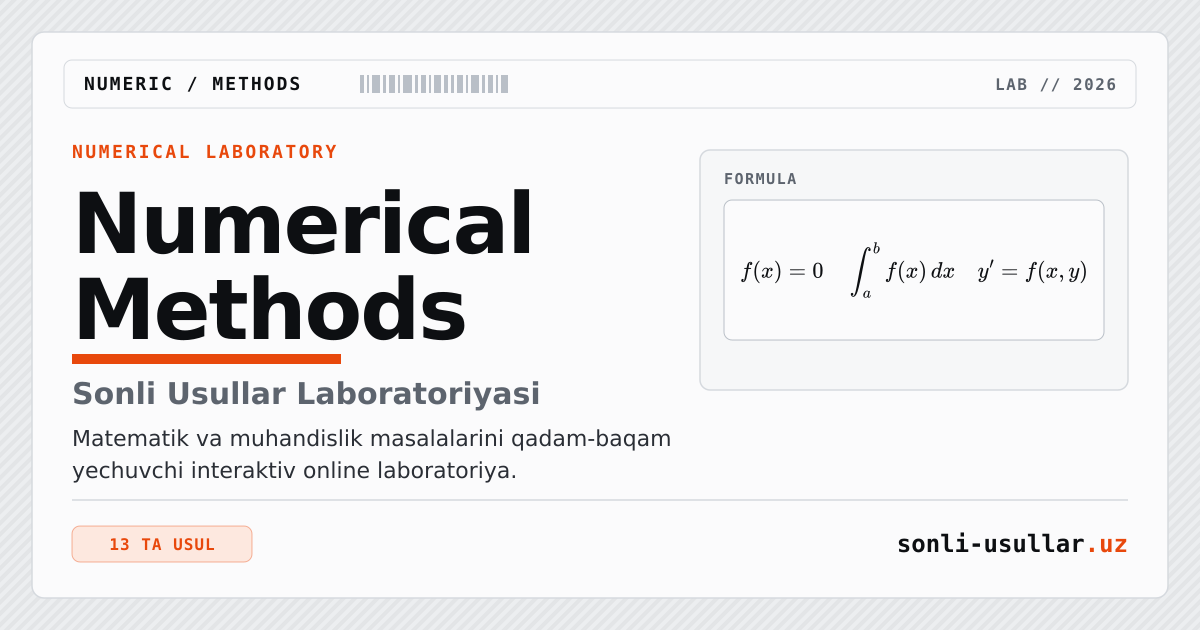 NUMERIC / METHODS
LAB // 2026
NUMERICAL LABORATORY
Numerical
Methods
Sonli Usullar Laboratoriyasi
Matematik va muhandislik masalalarini qadam-baqam
yechuvchi interaktiv online laboratoriya.
FORMULA
f(x) = 0 ∫_a^b f(x) dx y′ = f(x, y)
13 TA USUL
sonli-usullar.uz